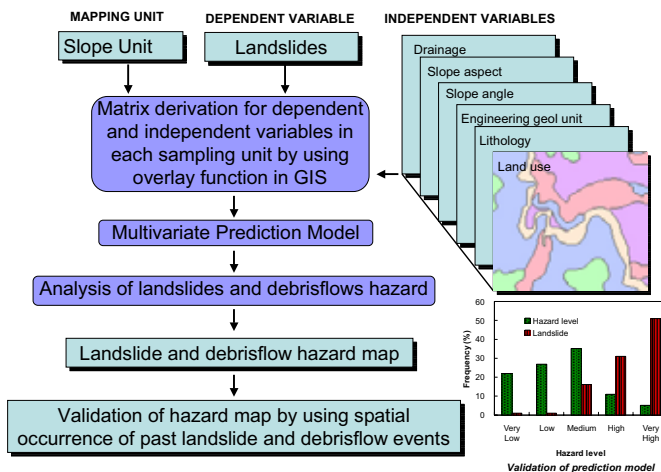 MAPPING UNIT
DEPENDENT VARIABLE
INDEPENDENT VARIABLES
Slope Unit
Landslides
Drainage
Slope aspect
Slope angle
Engineering geol unit
Lithology
Land use
Matrix derivation for dependent
and independent variables in
each sampling unit by using
overlay function in GIS
Multivariate Prediction Model
Analysis of landslides and debrisflows hazard
Landslide and debrisflow hazard map
Validation of hazard map by using spatial
occurrence of past landslide and debrisflow events
Frequency (%)
60
50
40
30
20
10
0
Hazard level
Landslide
Very
Low
Low
Medium
High
Very
High
Hazard level
Validation of prediction model